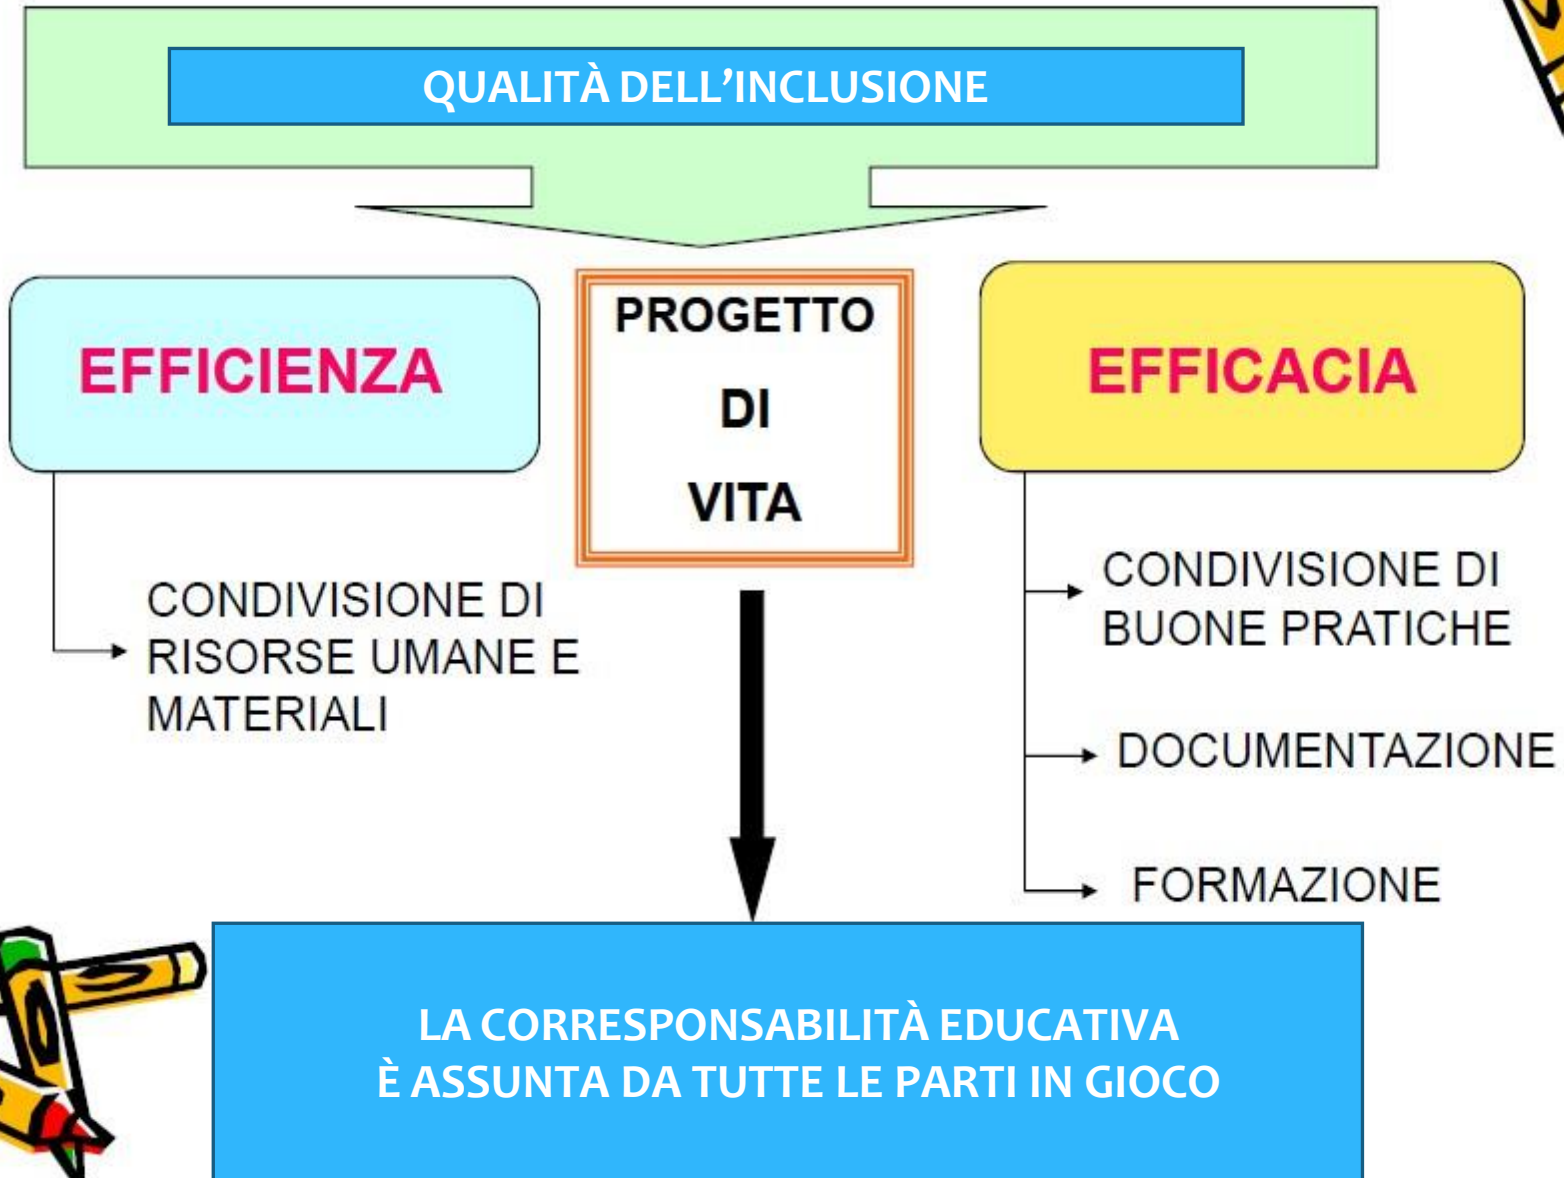 QUALITÀ DELL’INCLUSIONE
EFFICIENZA
CONDIVISIONE DI
RISORSE UMANE E
MATERIALI
PROGETTO
DI
VITA
EFFICACIA
CONDIVISIONE DI
BUONE PRATICHE
DOCUMENTAZIONE
FORMAZIONE
LA CORRESPONSABILITÀ EDUCATIVA
È ASSUNTA DA TUTTE LE PARTI IN GIOCO